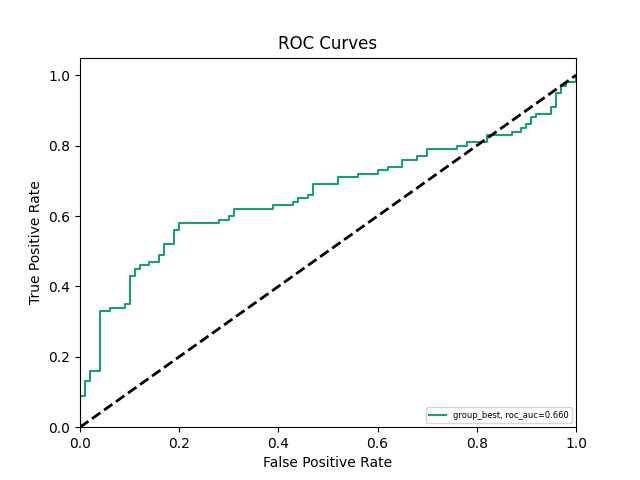 ROC Curves
True Positive Rate
1.0
0.8
0.6
0.4
0.2
0.0
group_best, roc_auc=0.660
0.0 0.2 0.4 0.6 0.8 1.0
False Positive Rate